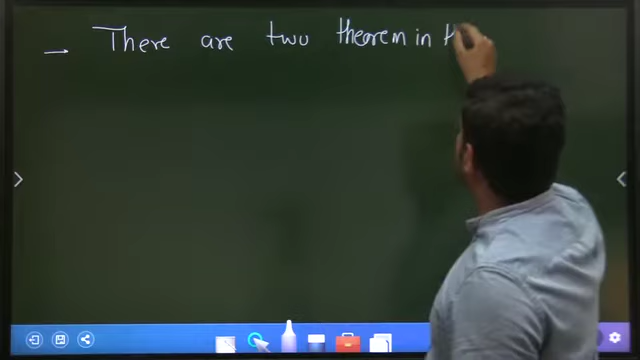 → There are two theorem in